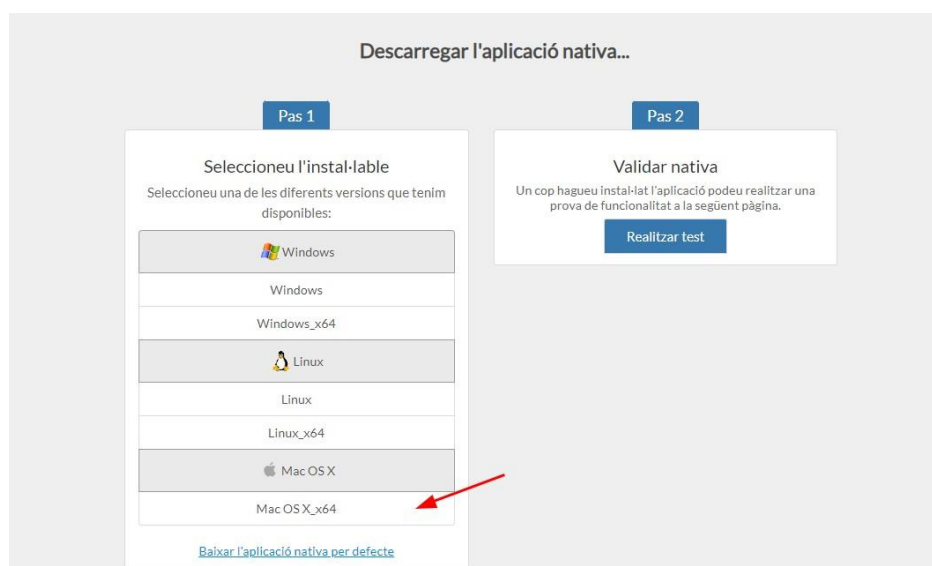 Descarregar l'aplicació nativa...
Pas 1
Seleccioneu l'instal·lable
Seleccioneu una de les diferents versions que tenim
disponibles:
Windows
Windows
Windows_x64
Linux
Linux
Linux_x64
Mac OS X
Mac OS X_x64
Baixar l'aplicació nativa per defecte
Pas 2
Validar nativa
Un cop hagueu instal·lat l'aplicació podeu realitzar una
prova de funcionalitat a la següent pàgina.
Realitzar test